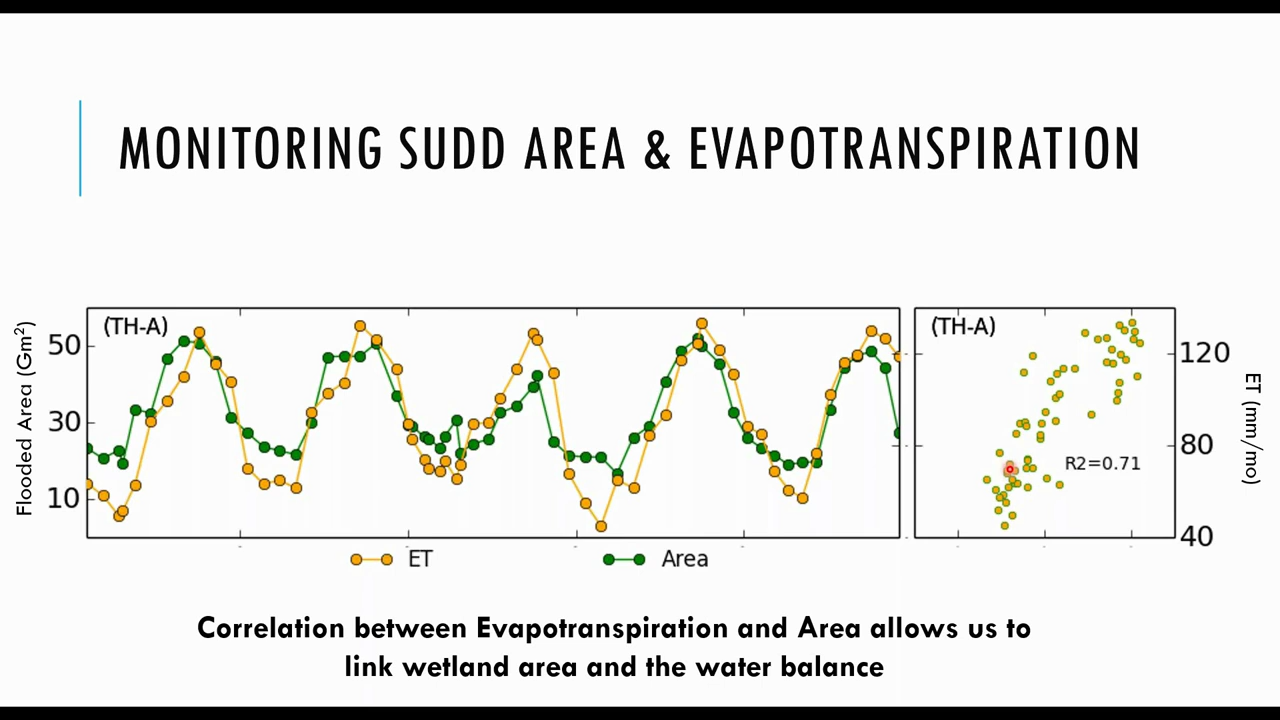 MONITORING SUDD AREA & EVAPOTRANSPIRATION
Flooded Area (Gm²)
50
30
10
(TH-A)
(TH-A)
R2=0.71
120
80
40
ET (mm/mo)
ET
Area
Correlation between Evapotranspiration and Area allows us to
link wetland area and the water balance